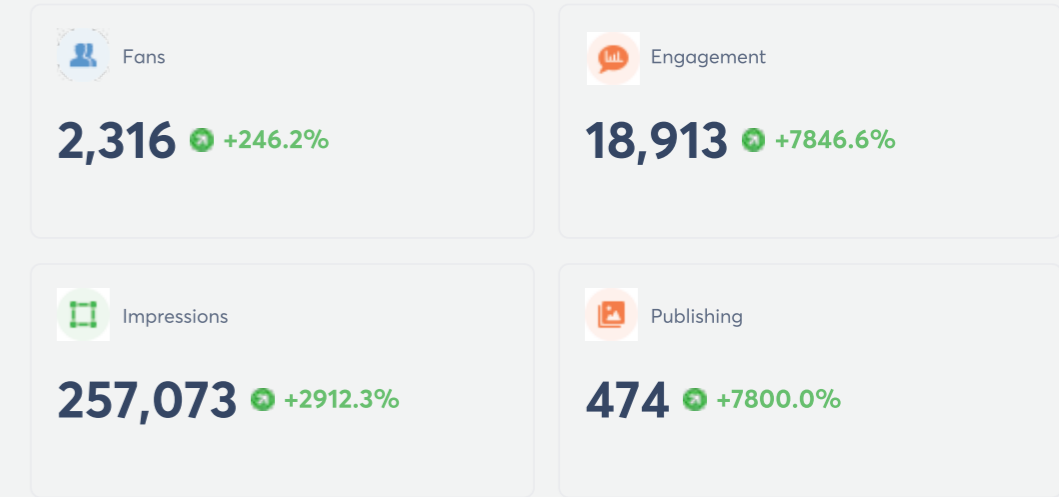 Fans
2,316 +246.2%
Engagement
18,913 +7846.6%
Impressions
257,073 +2912.3%
Publishing
474 +7800.0%